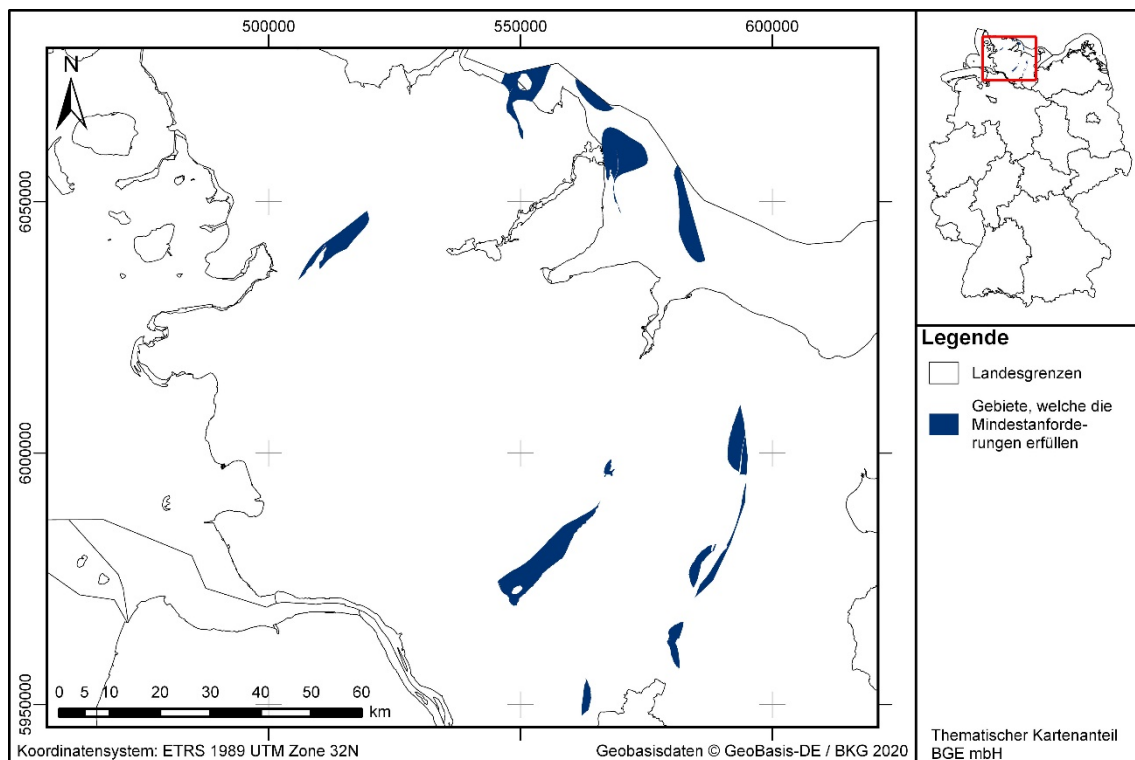 500000 550000 600000
N
6050000
6000000
5950000
0 5 10 20 30 40 50 60
km
Koordinatensystem: ETRS 1989 UTM Zone 32N
Geobasisdaten © GeoBasis-DE / BKG 2020
Legende
Landesgrenzen
Gebiete, welche die
Mindestanforde-
rungen erfüllen
Thematischer Kartenanteil
BGE mbH